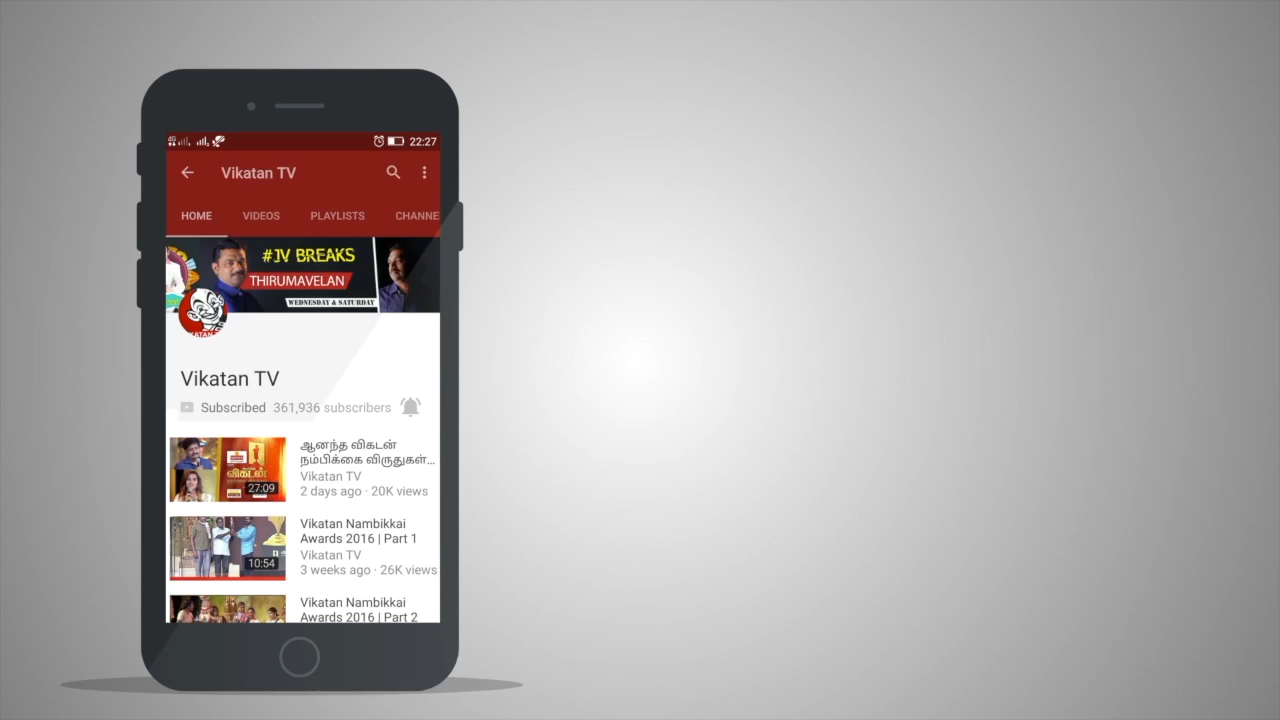 4G 22:27
Vikatan TV
HOME VIDEOS PLAYLISTS CHANNE
#JV BREAKS
THIRUMAVELAN
WEDNESDAY & SATURDAY
Vikatan TV
Subscribed 361,936 subscribers
ஆனந்த விகடன்
நம்பிக்கை விருதுகள்...
Vikatan TV
2 days ago · 20K views
விகடன்
27:09
Vikatan Nambikkai
Awards 2016 | Part 1
Vikatan TV
3 weeks ago · 26K views
10:54
Vikatan Nambikkai
Awards 2016 | Part 2